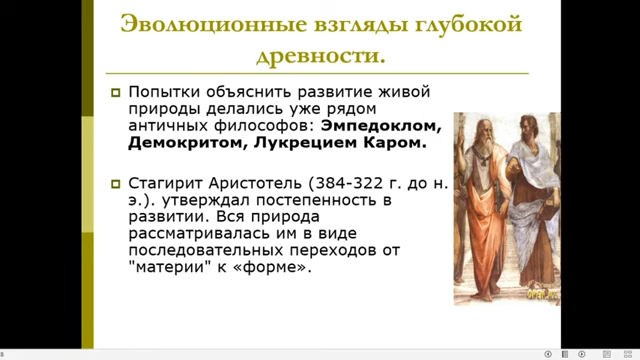 Эволюционные взгляды глубокой
древности.
Попытки объяснить развитие живой
природы делались уже рядом
античных философов: Эмпедоклом,
Демокритом, Лукрецием Каром.
Стагирит Аристотель (384-322 г. до н.
э.). утверждал постепенность в
развитии. Вся природа
рассматривалась им в виде
последовательных переходов от
"материи" к «форме».